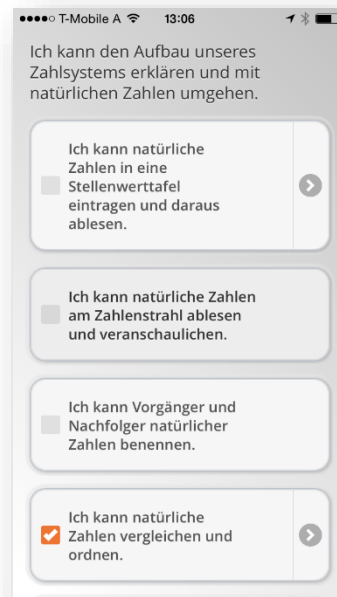 T-Mobile A 13:06
Ich kann den Aufbau unseres
Zahlsystems erklären und mit
natürlichen Zahlen umgehen.
Ich kann natürliche
Zahlen in eine
Stellenwerttafel
eintragen und daraus
ablesen.
Ich kann natürliche Zahlen
am Zahlenstrahl ablesen
und veranschaulichen.
Ich kann Vorgänger und
Nachfolger natürlicher
Zahlen benennen.
Ich kann natürliche
Zahlen vergleichen und
ordnen.